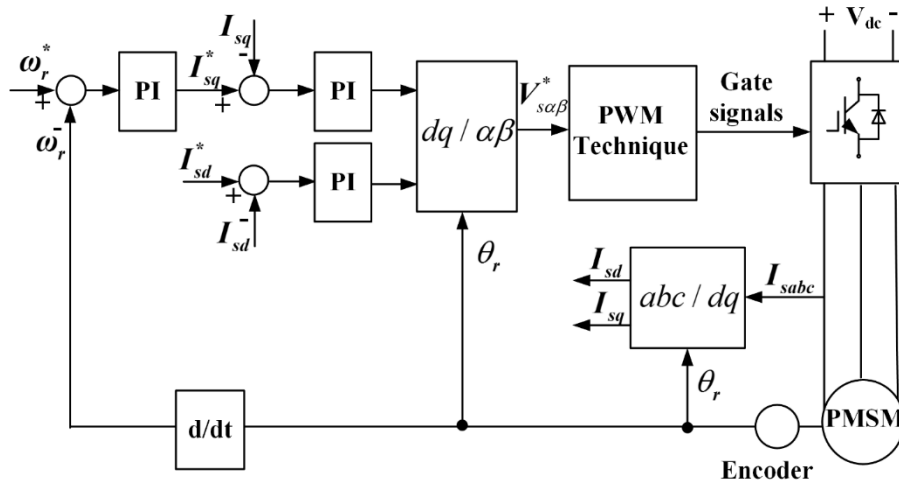 + V_dc -
I_sq
-
ω_r^*
+
PI
I_sq^*
+
PI
dq / αβ
V_sαβ^*
PWM
Technique
Gate
signals
ω_r
-
I_sd^*
+
PI
I_sd
-
θ_r
I_sd
I_sq
abc / dq
I_sabc
θ_r
d/dt
PMSM
Encoder